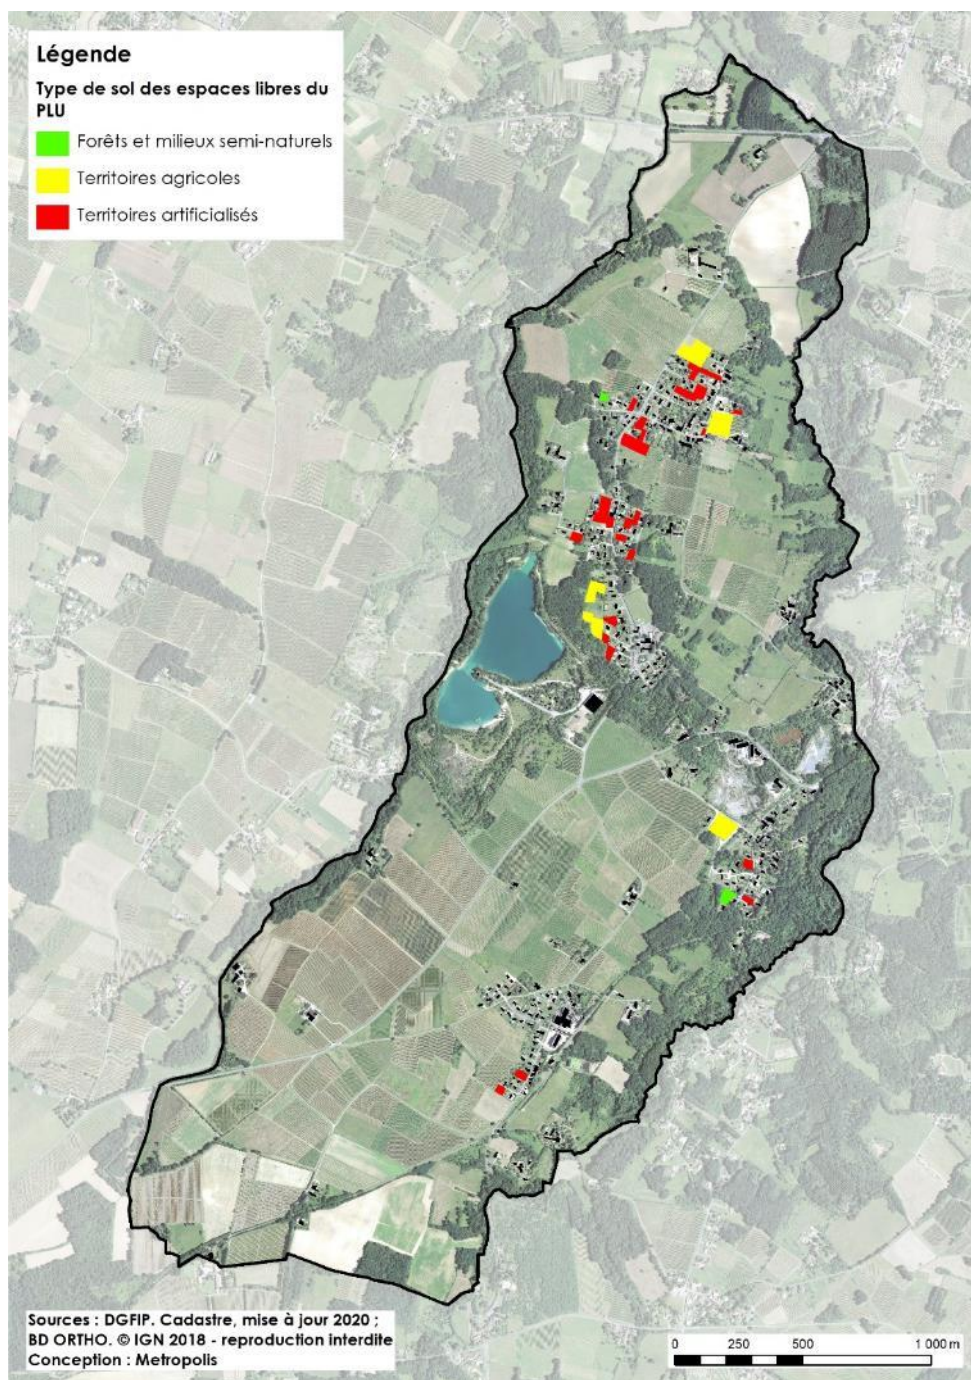 Légende
Type de sol des espaces libres du
PLU
Forêts et milieux semi-naturels
Territoires agricoles
Territoires artificialisés
Sources : DGFIP. Cadastre, mise à jour 2020 ;
BD ORTHO. © IGN 2018 - reproduction interdite
Conception : Metropolis
0 250 500 1 000 m